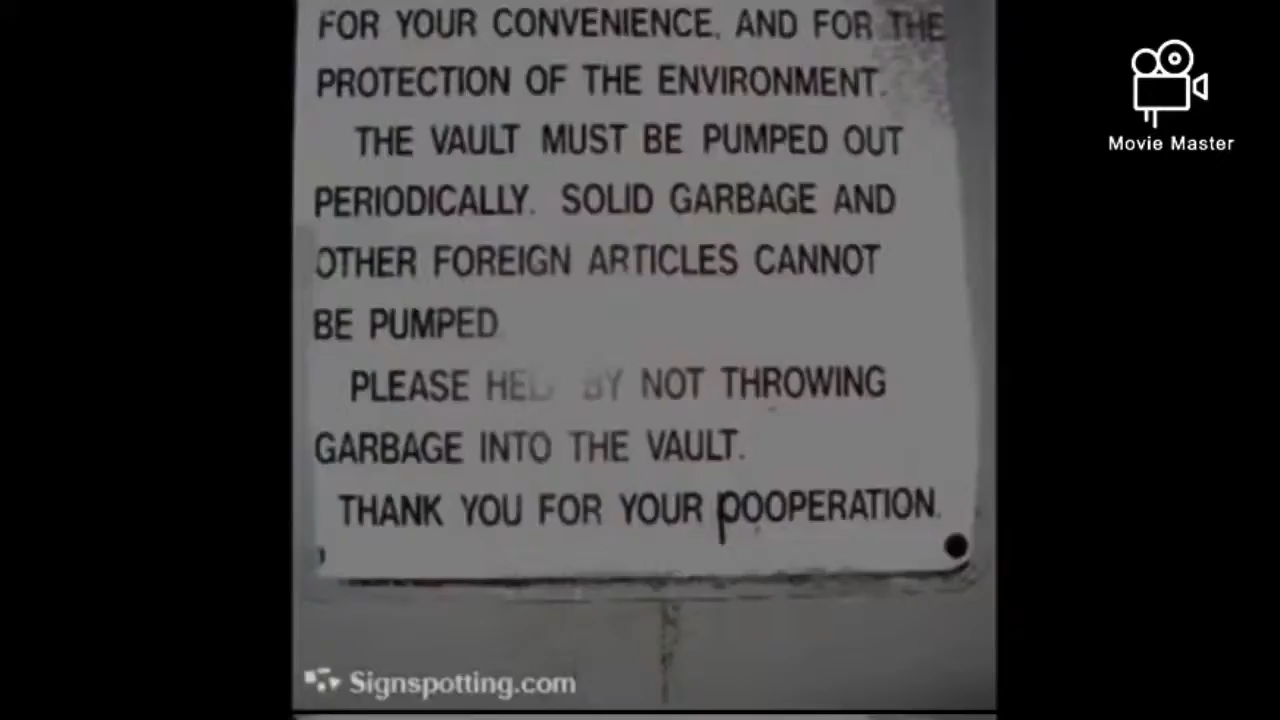 FOR YOUR CONVENIENCE, AND FOR THE
PROTECTION OF THE ENVIRONMENT.
THE VAULT MUST BE PUMPED OUT
PERIODICALLY. SOLID GARBAGE AND
OTHER FOREIGN ARTICLES CANNOT
BE PUMPED
PLEASE BY NOT THROWING
GARBAGE INTO THE VAULT.
THANK YOU FOR YOUR pOOPERATION.
Signspotting.com
Movie Master